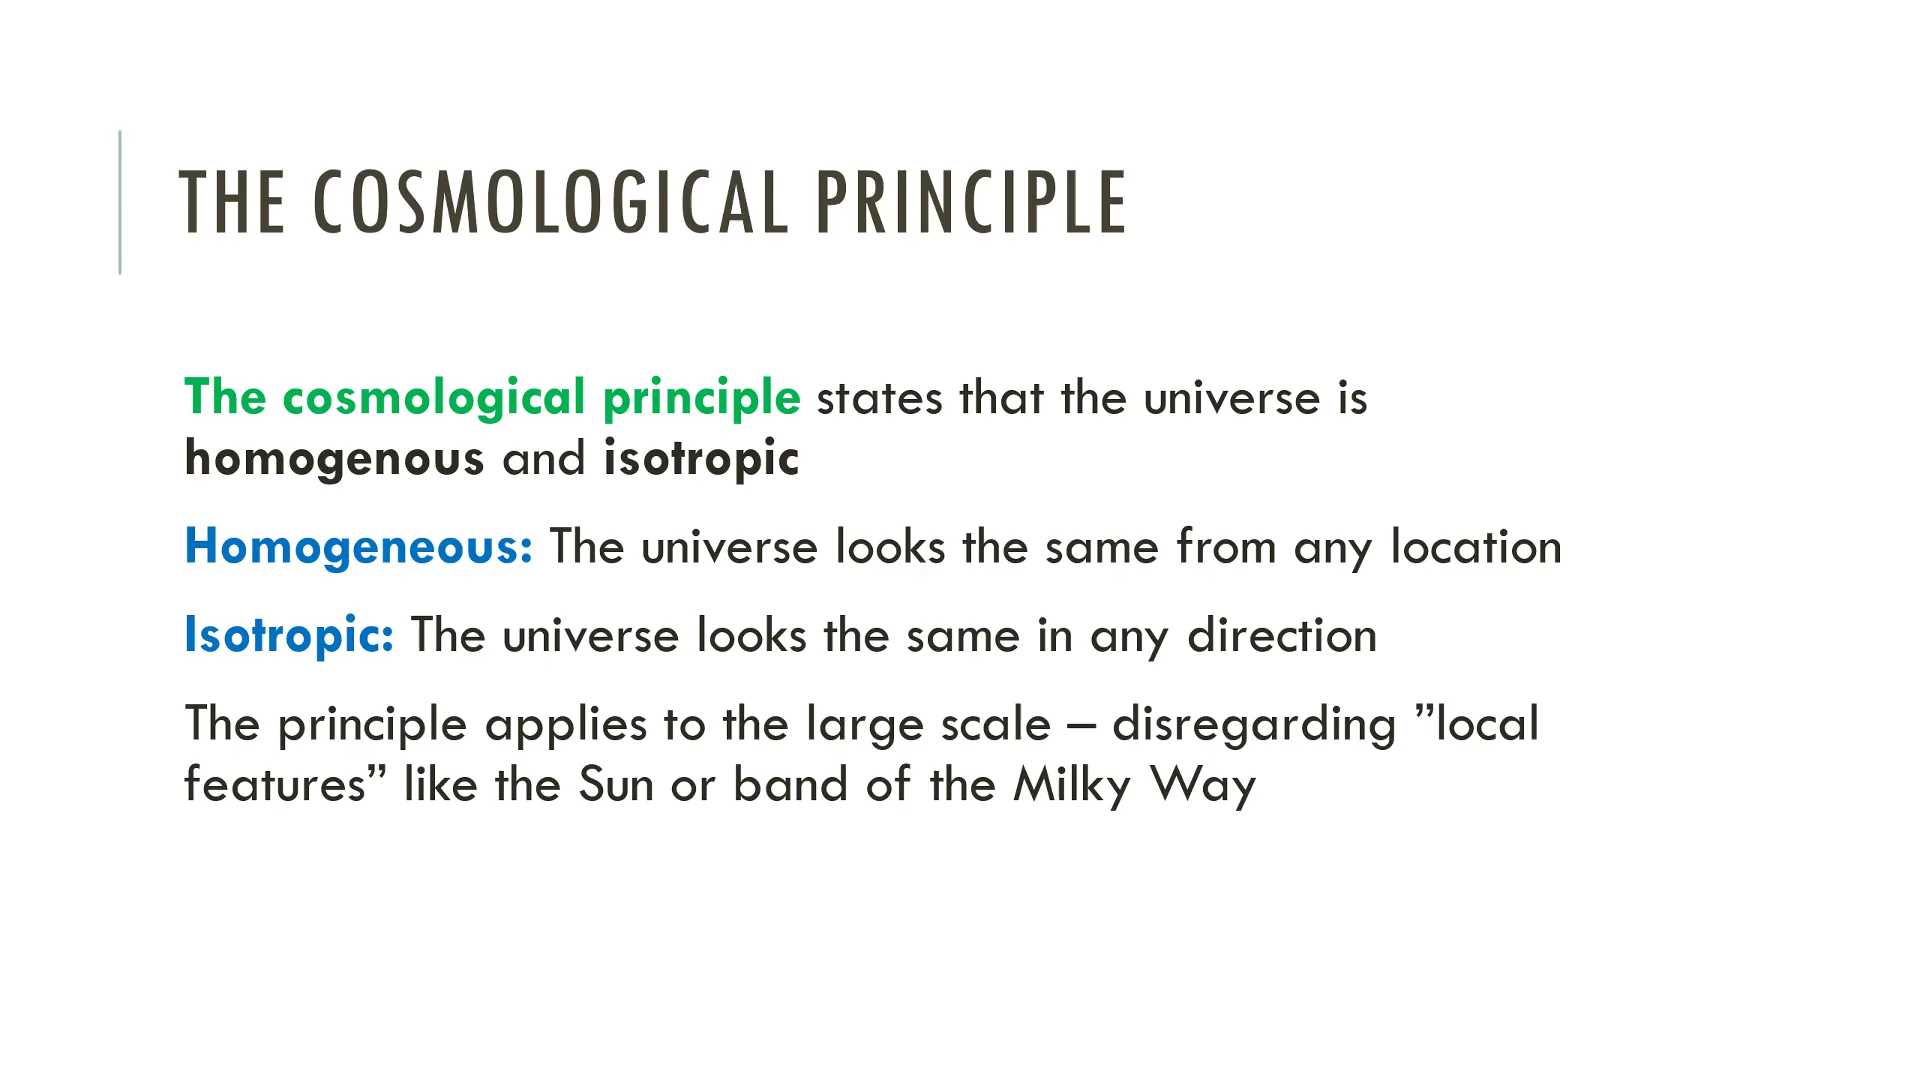 THE COSMOLOGICAL PRINCIPLE
The cosmological principle states that the universe is
homogenous and isotropic
Homogeneous: The universe looks the same from any location
Isotropic: The universe looks the same in any direction
The principle applies to the large scale – disregarding ”local
features” like the Sun or band of the Milky Way